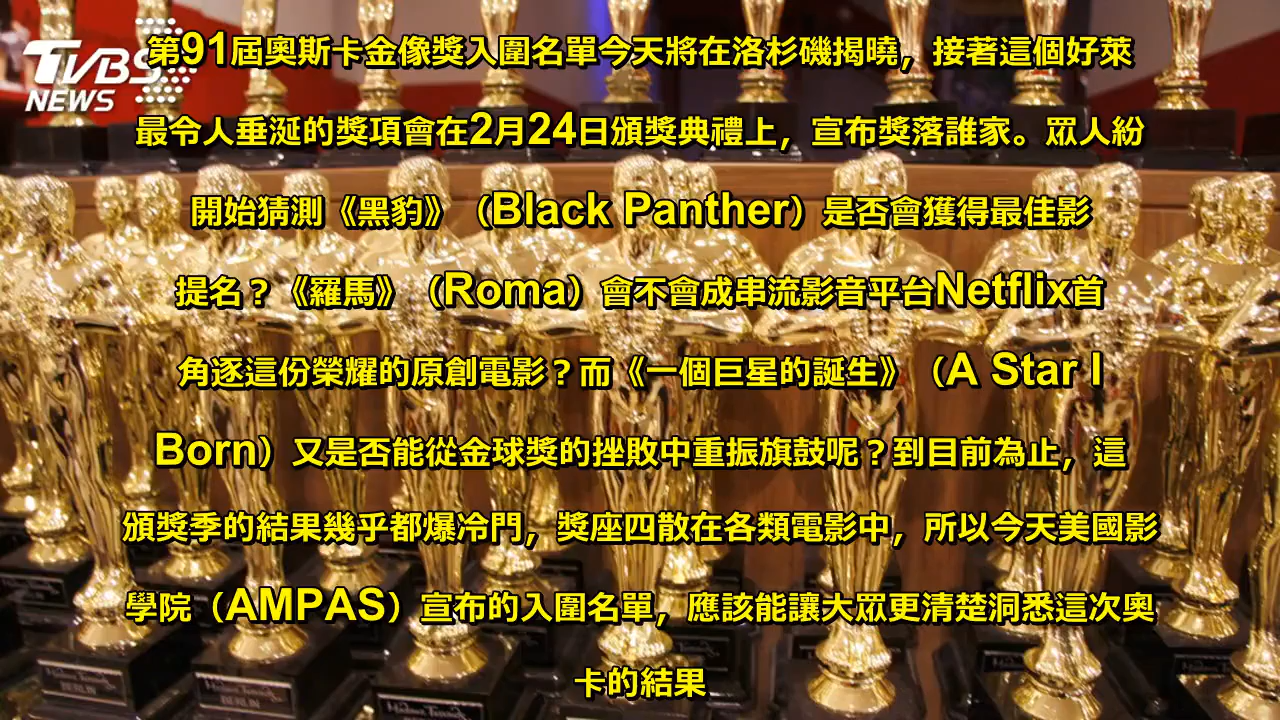 TVBS
NEWS
第91屆奧斯卡金像獎入圍名單今天將在洛杉磯揭曉，接著這個好萊
最令人垂涎的獎項會在2月24日頒獎典禮上，宣布獎落誰家。眾人紛
開始猜測《黑豹》（Black Panther）是否會獲得最佳影
提名？《羅馬》（Roma）會不會成串流影音平台Netflix首
角逐這份榮耀的原創電影？而《一個巨星的誕生》（A Star I
Born）又是否能從金球獎的挫敗中重振旗鼓呢？到目前為止，這
頒獎季的結果幾乎都爆冷門，獎座四散在各類電影中，所以今天美國影
學院（AMPAS）宣布的入圍名單，應該能讓大眾更清楚洞悉這次奧
卡的結果
BERLIN
BERLIN